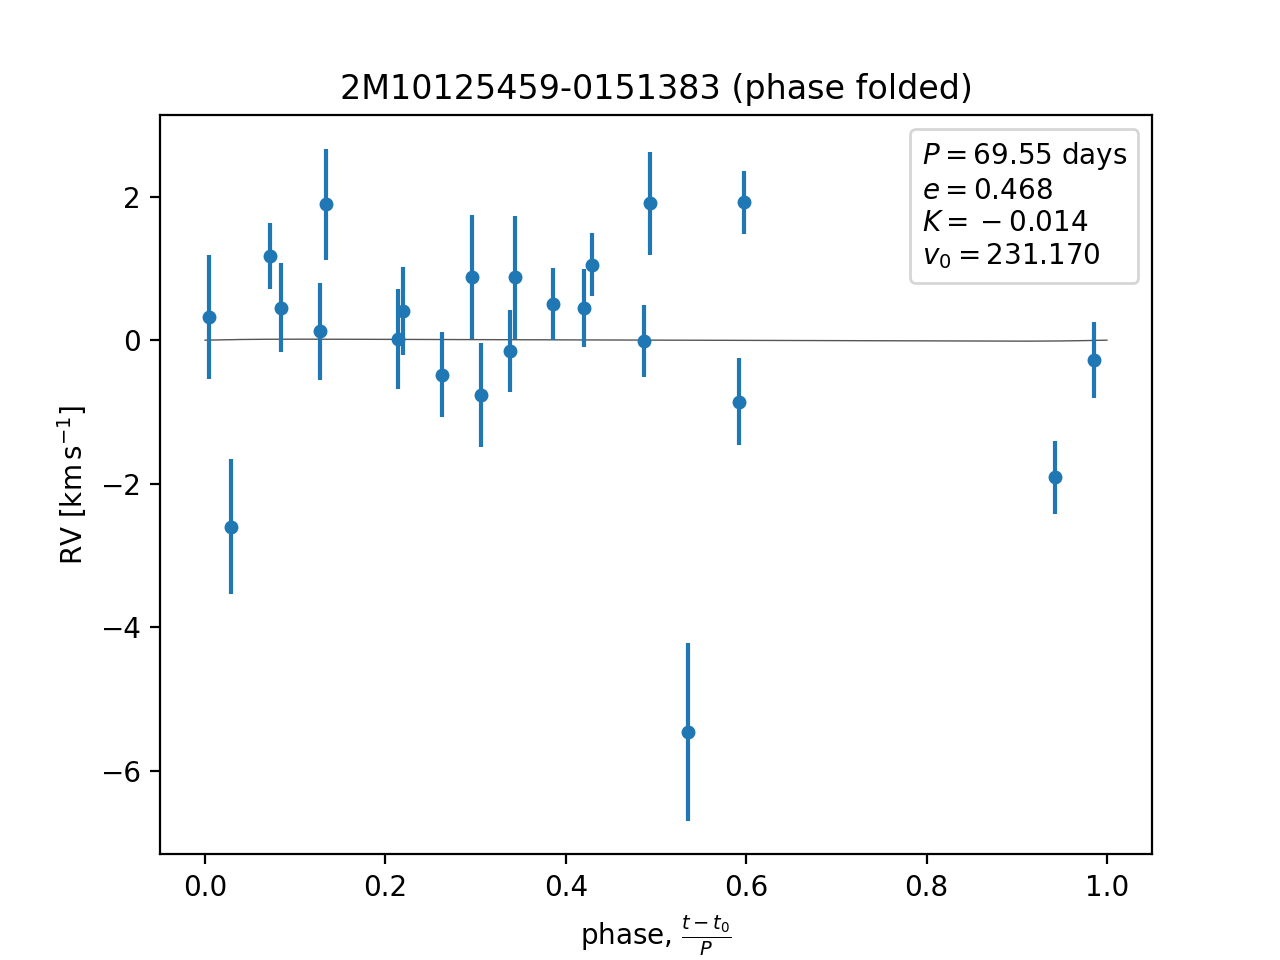 2M10125459-0151383 (phase folded)
P = 69.55 days
e = 0.468
K = −0.014
v₀ = 231.170
2
0
−2
−4
−6
RV [km s⁻¹]
0.0 0.2 0.4 0.6 0.8 1.0
phase, (t − t₀)/P